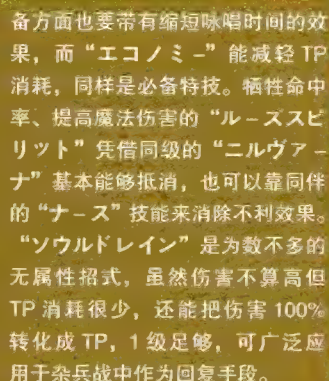 备方面也要带有缩短咏唱时间的效
果，而“エコノミ－”能减轻 TP
消耗，同样是必备特技。牺牲命中
率、提高魔法伤害的“ル－ススピ
リット”凭借同级的“ニルヴァ－
ナ”基本能够抵消，也可以靠同伴
的“ナ－ス”技能来消除不利效果。
“ソウルドレイン”是为数不多的
无属性招式，虽然伤害不算高但
TP 消耗很少，还能把伤害 100%
转化成 TP，1 级足够，可广泛应
用于杂兵战中作为回复手段。